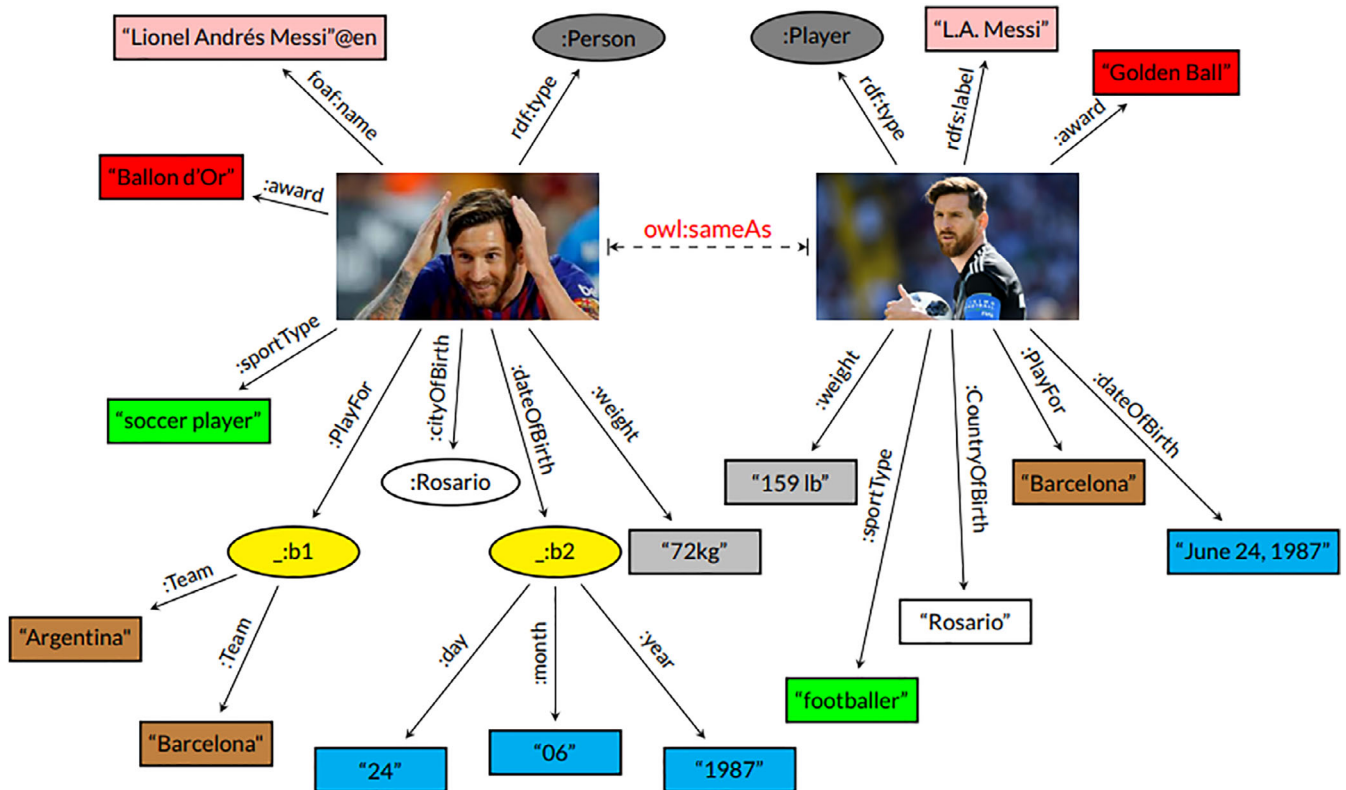 “Lionel Andrés Messi”@en
:Person
:Player
“L.A. Messi”
“Golden Ball”
foaf:name
rdf:type
rdf:type
rdfs:label
:award
“Ballon d’Or”
:award
owl:sameAs
:sportType
“soccer player”
:PlayFor
:cityOfBirth
:dateOfBirth
:weight
:Rosario
_:b1
_:b2
“72kg”
:Team
“Argentina"
:Team
“Barcelona"
:day
:month
:year
“24”
“06”
“1987”
:weight
:sportType
:CountryOfBirth
:PlayFor
:dateOfBirth
“159 lb”
“Barcelona”
“June 24, 1987”
“Rosario”
“footballer”